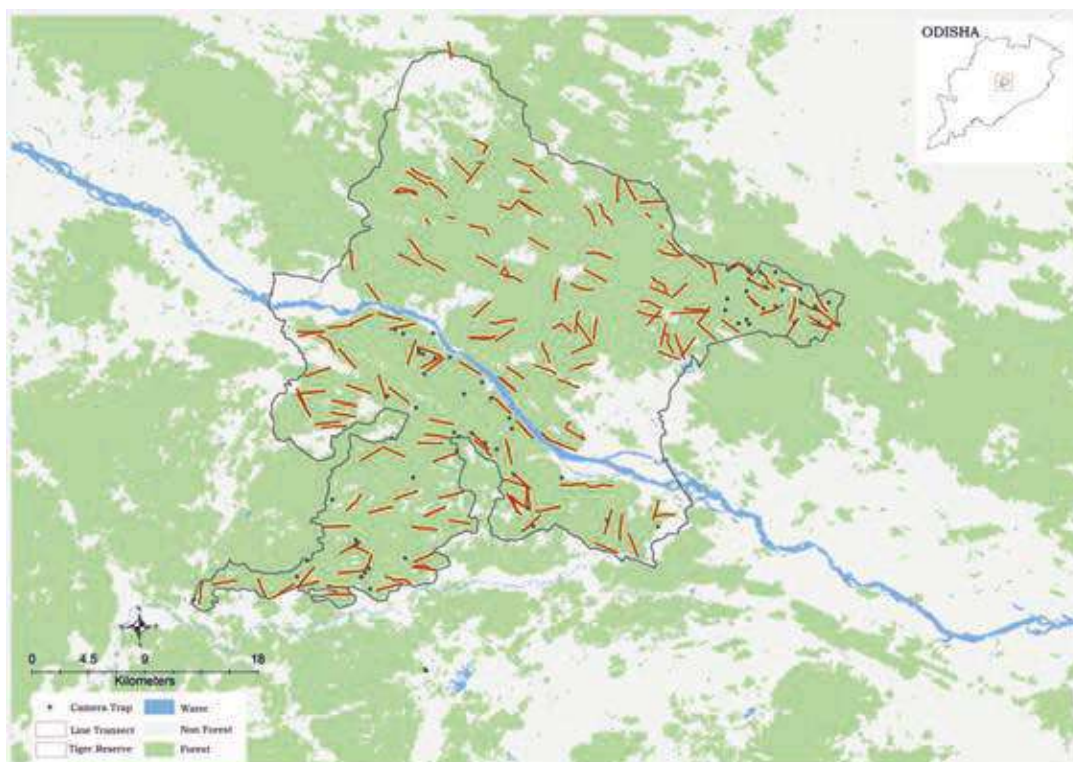 ODISHA
0 4.5 9 18
Kilometers
Camera Trap Water
Line Transect Non Forest
Tiger Reserve Forest